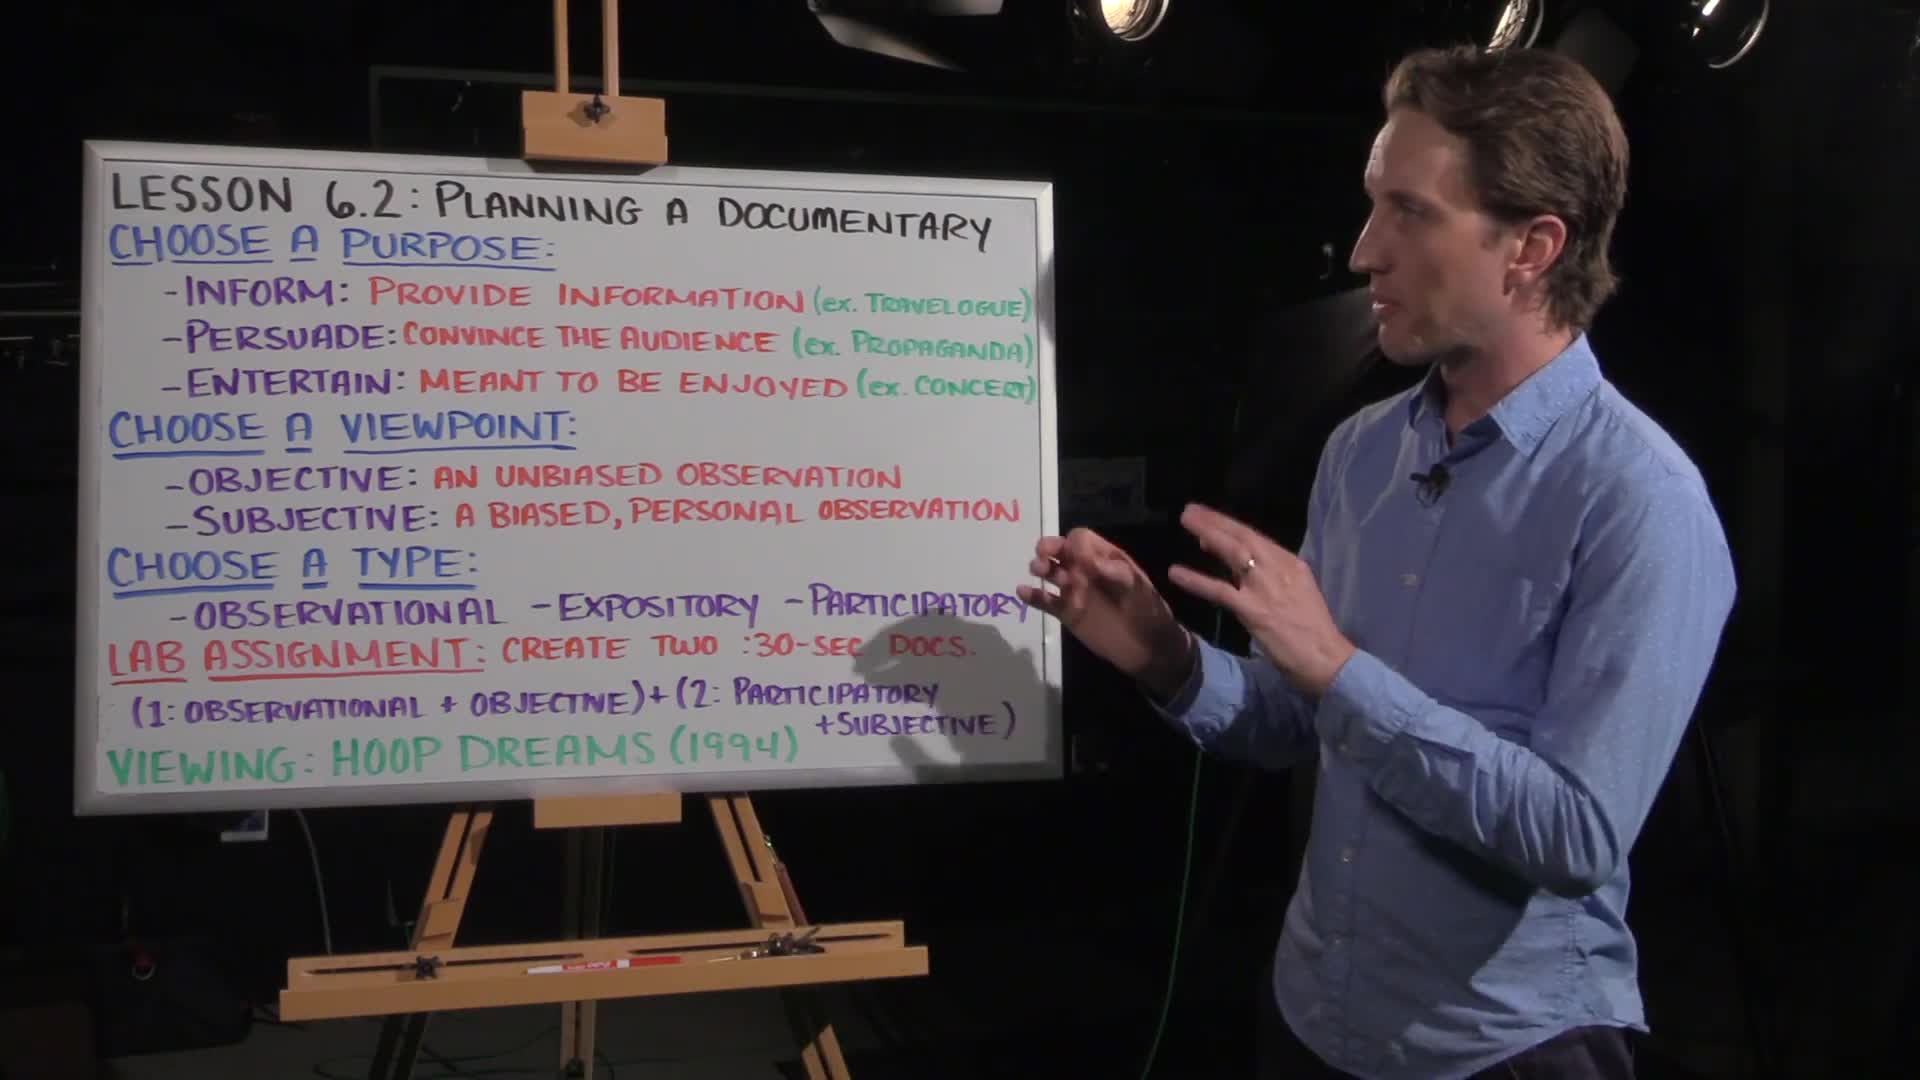 LESSON 6.2: PLANNING A DOCUMENTARY
CHOOSE A PURPOSE:
-INFORM: PROVIDE INFORMATION (ex. TRAVELOGUE)
-PERSUADE: CONVINCE THE AUDIENCE (ex. PROPAGANDA)
-ENTERTAIN: MEANT TO BE ENJOYED (ex. CONCERT)
CHOOSE A VIEWPOINT:
-OBJECTIVE: AN UNBIASED OBSERVATION
-SUBJECTIVE: A BIASED, PERSONAL OBSERVATION
CHOOSE A TYPE:
-OBSERVATIONAL -EXPOSITORY -PARTICIPATORY
LAB ASSIGNMENT: CREATE TWO :30-SEC DOCS.
(1: OBSERVATIONAL + OBJECTIVE) + (2: PARTICIPATORY
+SUBJECTIVE)
VIEWING: HOOP DREAMS (1994)